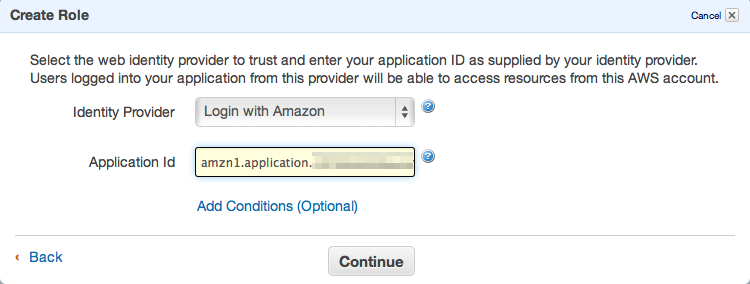 Create Role
Cancel
Select the web identity provider to trust and enter your application ID as supplied by your identity provider.
Users logged into your application from this provider will be able to access resources from this AWS account.
Identity Provider
Login with Amazon
?
Application Id
amzn1.application.
?
Add Conditions (Optional)
‹ Back
Continue